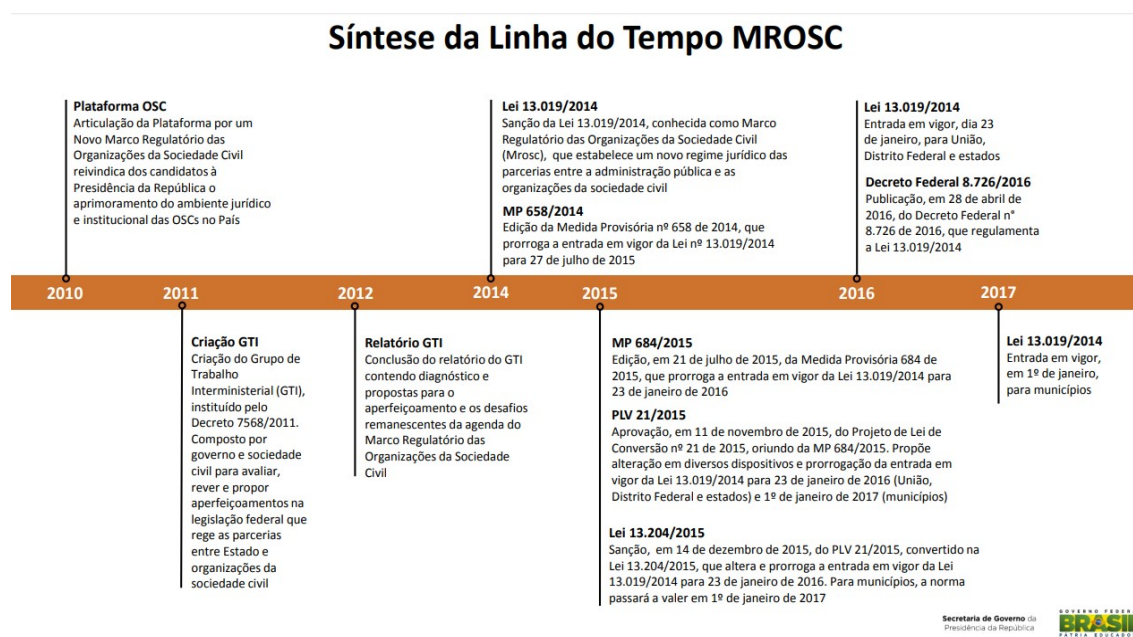 Síntese da Linha do Tempo MROSC
Plataforma OSC
Articulação da Plataforma por um
Novo Marco Regulatório das
Organizações da Sociedade Civil
reivindica dos candidatos à
Presidência da República o
aprimoramento do ambiente jurídico
e institucional das OSCs no País
Lei 13.019/2014
Sanção da Lei 13.019/2014, conhecida como Marco
Regulatório das Organizações da Sociedade Civil
(Mrosc), que estabelece um novo regime jurídico das
parcerias entre a administração pública e as
organizações da sociedade civil
MP 658/2014
Edição da Medida Provisória nº 658 de 2014, que
prorroga a entrada em vigor da Lei nº 13.019/2014
para 27 de julho de 2015
Lei 13.019/2014
Entrada em vigor, dia 23
de janeiro, para União,
Distrito Federal e estados
Decreto Federal 8.726/2016
Publicação, em 28 de abril de
2016, do Decreto Federal n°
8.726 de 2016, que regulamenta
a Lei 13.019/2014
2010 2011 2012 2014 2015 2016 2017
Criação GTI
Criação do Grupo de
Trabalho
Interministerial (GTI),
instituído pelo
Decreto 7568/2011.
Composto por
governo e sociedade
civil para avaliar,
rever e propor
aperfeiçoamentos na
legislação federal que
rege as parcerias
entre Estado e
organizações da
sociedade civil
Relatório GTI
Conclusão do relatório do GTI
contendo diagnóstico e
propostas para o
aperfeiçoamento e os desafios
remanescentes da agenda do
Marco Regulatório das
Organizações da Sociedade
Civil
MP 684/2015
Edição, em 21 de julho de 2015, da Medida Provisória 684 de
2015, que prorroga a entrada em vigor da Lei 13.019/2014 para
23 de janeiro de 2016
PLV 21/2015
Aprovação, em 11 de novembro de 2015, do Projeto de Lei de
Conversão nº 21 de 2015, oriundo da MP 684/2015. Propõe
alteração em diversos dispositivos e prorrogação da entrada em
vigor da Lei 13.019/2014 para 23 de janeiro de 2016 (União,
Distrito Federal e estados) e 1º de janeiro de 2017 (municípios)
Lei 13.204/2015
Sanção, em 14 de dezembro de 2015, do PLV 21/2015, convertido na
Lei 13.204/2015, que altera e prorroga a entrada em vigor da Lei
13.019/2014 para 23 de janeiro de 2016. Para municípios, a norma
passará a valer em 1º de janeiro de 2017
Lei 13.019/2014
Entrada em vigor,
em 1º de janeiro,
para municípios
Secretaria de Governo da
Presidência da República
GOVERNO FEDER
BRASI
PÁTRIA EDUCADO